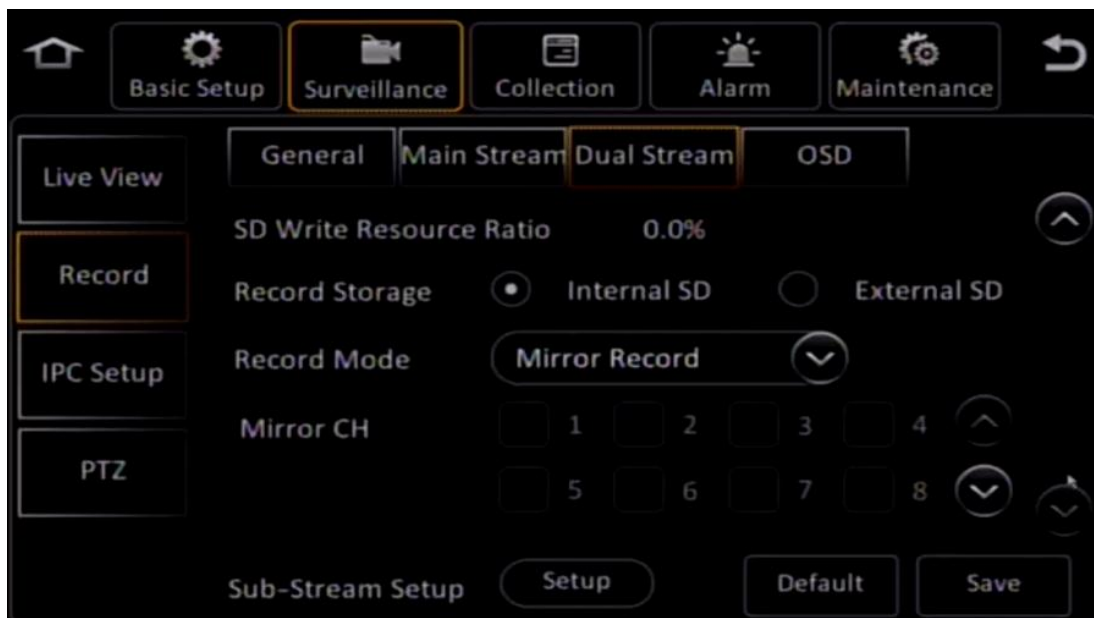 Basic Setup Surveillance Collection Alarm Maintenance
General Main Stream Dual Stream OSD
Live View
Record
IPC Setup
PTZ
SD Write Resource Ratio 0.0%
Record Storage Internal SD External SD
Record Mode Mirror Record
Mirror CH 1 2 3 4
5 6 7 8
Sub-Stream Setup Setup Default Save